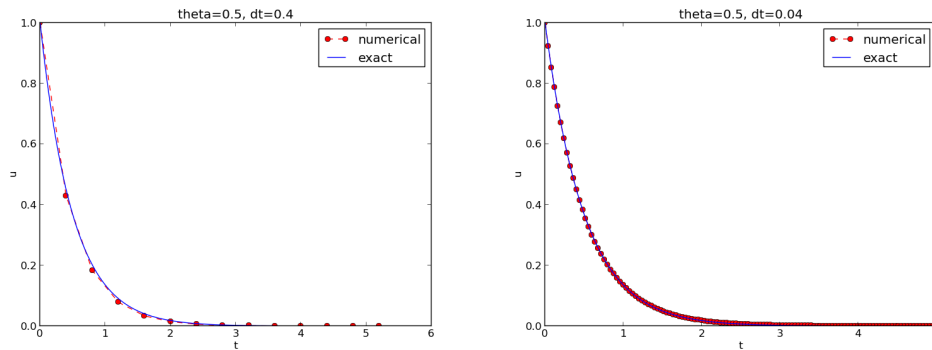 theta=0.5, dt=0.4
1.0
0.8
0.6
0.4
0.2
0.0
u
0 1 2 3 4 5 6
t
numerical
exact
theta=0.5, dt=0.04
1.0
0.8
0.6
0.4
0.2
0.0
u
0 1 2 3 4
t
numerical
exact